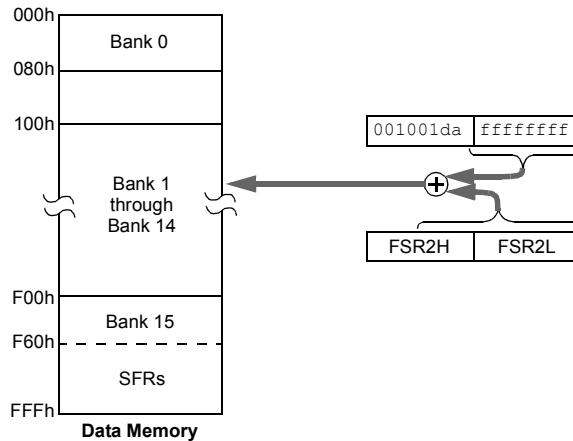 000h
Bank 0
080h
100h
001001da ffffffff
Bank 1
through
Bank 14
FSR2H FSR2L
F00h
Bank 15
F60h
SFRs
FFFh
Data Memory